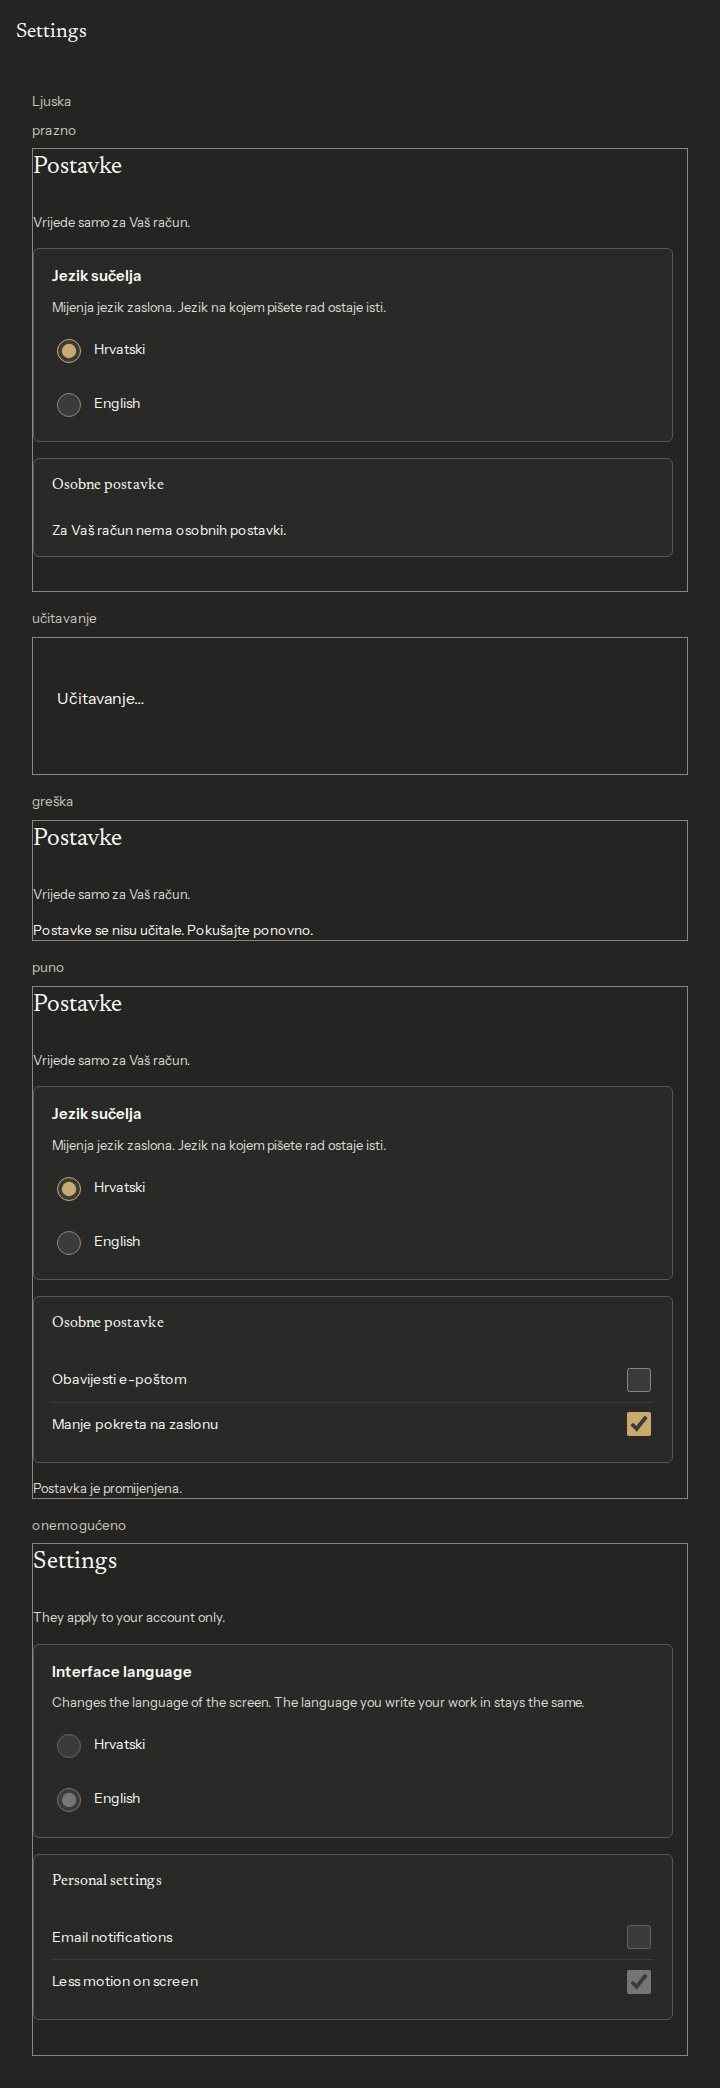 Settings
Ljuska
prazno
Postavke
Vrijede samo za Vaš račun.
Jezik sučelja
Mijenja jezik zaslona. Jezik na kojem pišete rad ostaje isti.
Hrvatski
English
Osobne postavke
Za Vaš račun nema osobnih postavki.
učitavanje
Učitavanje…
greška
Postavke
Vrijede samo za Vaš račun.
Postavke se nisu učitale. Pokušajte ponovno.
puno
Postavke
Vrijede samo za Vaš račun.
Jezik sučelja
Mijenja jezik zaslona. Jezik na kojem pišete rad ostaje isti.
Hrvatski
English
Osobne postavke
Obavijesti e-poštom
Manje pokreta na zaslonu
Postavka je promijenjena.
onemogućeno
Settings
They apply to your account only.
Interface language
Changes the language of the screen. The language you write your work in stays the same.
Hrvatski
English
Personal settings
Email notifications
Less motion on screen